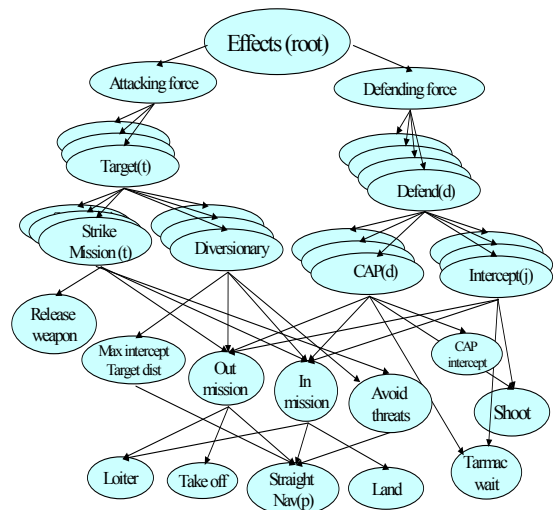 Effects (root)
Attacking force
Defending force
Target(t)
Defend(d)
Strike
Mission (t)
Diversionary
CAP(d)
Intercept(j)
Release
weapon
Max intercept
Target dist
Out
mission
In
mission
Avoid
threats
CAP
intercept
Shoot
Loiter
Take off
Straight
Nav(p)
Land
Tarmac
wait